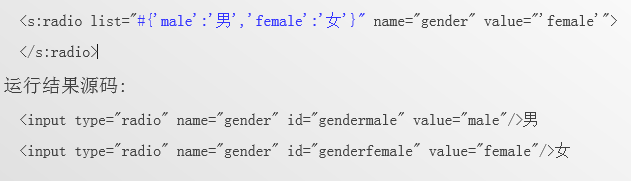 <s:radio list="#{'male':'男','female':'女'}" name="gender" value="'female'">
</s:radio>
运行结果源码:
<input type="radio" name="gender" id="gendermale" value="male"/>男
<input type="radio" name="gender" id="genderfemale" value="female"/>女